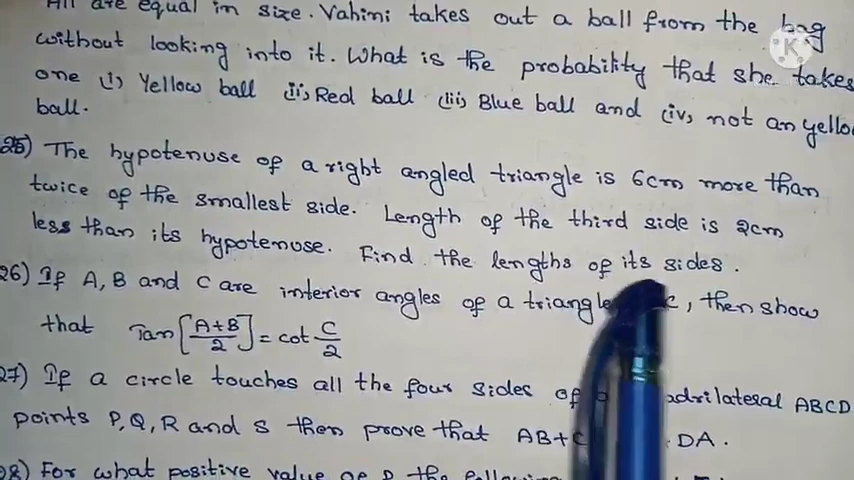 All are equal in size. Vahini takes out a ball from the bag
without looking into it. What is the probability that she takes
one (i) Yellow ball (ii) Red ball (iii) Blue ball and (iv) not an yello
ball.
25) The hypotenuse of a right angled triangle is 6cm more than
twice of the smallest side. Length of the third side is 2cm
less than its hypotenuse. Find the lengths of its sides.
26) If A, B and C are interior angles of a triangle, then show
that Tan[A+B/2] = cot C/2
27) If a circle touches all the four sides of drilateral ABCD
points P, Q, R and S then prove that AB+C DA.
28) For what positive value of P the following